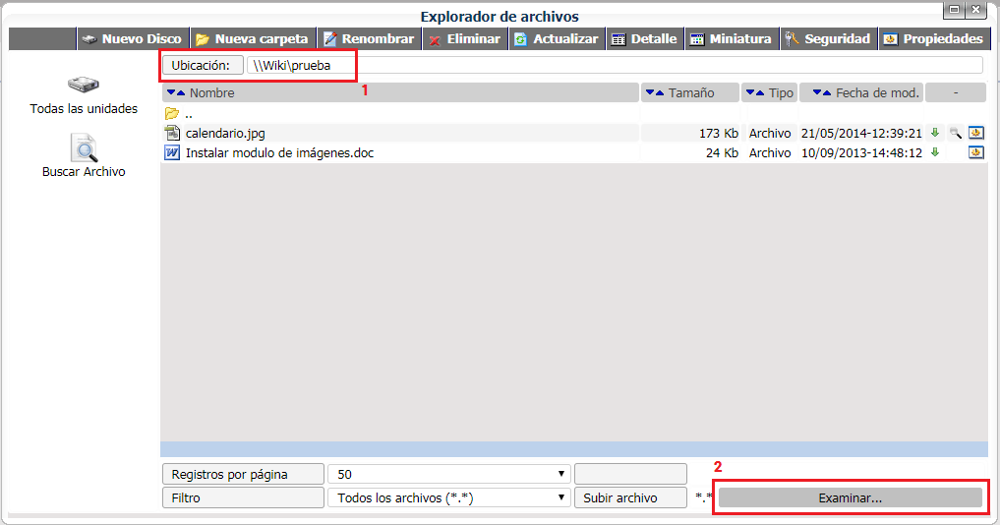 Explorador de archivos
Nuevo Disco Nueva carpeta Renombrar Eliminar Actualizar Detalle Miniatura Seguridad Propiedades
Todas las unidades
Buscar Archivo
Ubicación: \\Wiki\prueba
1
Nombre Tamaño Tipo Fecha de mod. -
..
calendario.jpg 173 Kb Archivo 21/05/2014-12:39:21
Instalar modulo de imágenes.doc 24 Kb Archivo 10/09/2013-14:48:12
Registros por página 50
2
Filtro Todos los archivos (*.*) Subir archivo *.* Examinar...